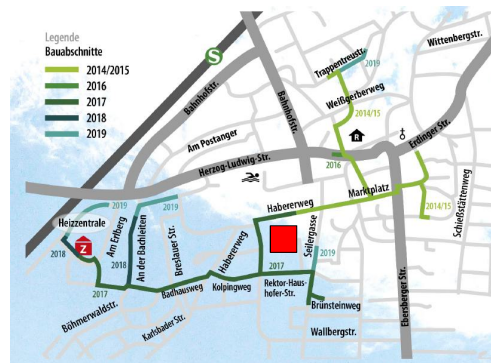 Legende
Bauabschnitte
2014/2015
2016
2017
2018
2019
S
Wittenbergstr.
Trappentreustr.
2019
Weißgerberweg
Bahnhofstr.
Bahnhofstr.
2014/15
Am Postanger
R
Erdinger Str.
Herzog-Ludwig-Str.
2016
Marktplatz
2014/15
Schießstättenweg
2019
2019
Habererweg
Heizzentrale
Am Erlberg
An der Bachleiten
Breslauer Str.
Habererweg
Seilergasse
2019
Z
2018
2018
2017
Ebersberger Str.
2017
Badhausweg
Kolpingweg
Rektor-Haus-
hofer-Str.
Brünsteinweg
Böhmerwaldstr.
Karlsbader Str.
Wallbergstr.